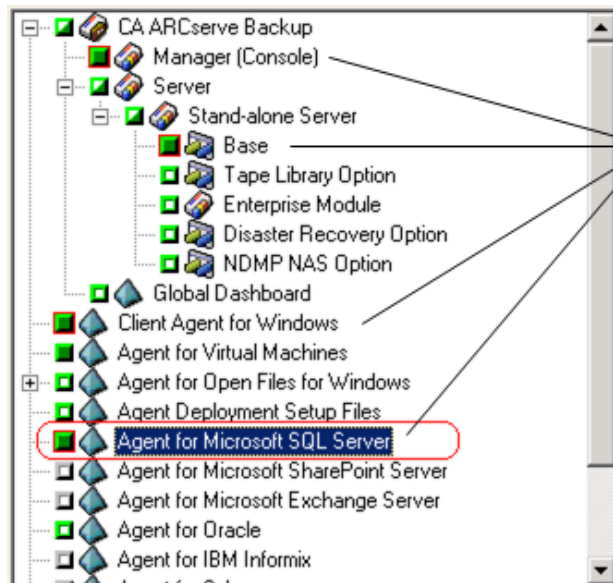 CA ARCserve Backup
Manager (Console)
Server
Stand-alone Server
Base
Tape Library Option
Enterprise Module
Disaster Recovery Option
NDMP NAS Option
Global Dashboard
Client Agent for Windows
Agent for Virtual Machines
Agent for Open Files for Windows
Agent Deployment Setup Files
Agent for Microsoft SQL Server
Agent for Microsoft SharePoint Server
Agent for Microsoft Exchange Server
Agent for Oracle
Agent for IBM Informix